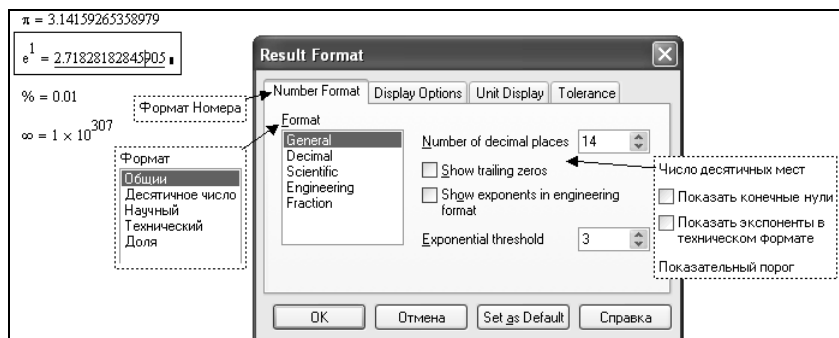 π = 3.14159265358979
e^1 = 2.71828182845905
% = 0.01
∞ = 1 × 10^307
Формат Номера
Формат
Общии
Десятичное число
Научный
Технический
Доля
Result Format
Number Format
Display Options
Unit Display
Tolerance
Format
General
Decimal
Scientific
Engineering
Fraction
Number of decimal places 14
Show trailing zeros
Show exponents in engineering
format
Exponential threshold 3
OK
Отмена
Set as Default
Справка
Число десятичных мест
Показать конечные нули
Показать экспоненты в
техническом формате
Показательный порог